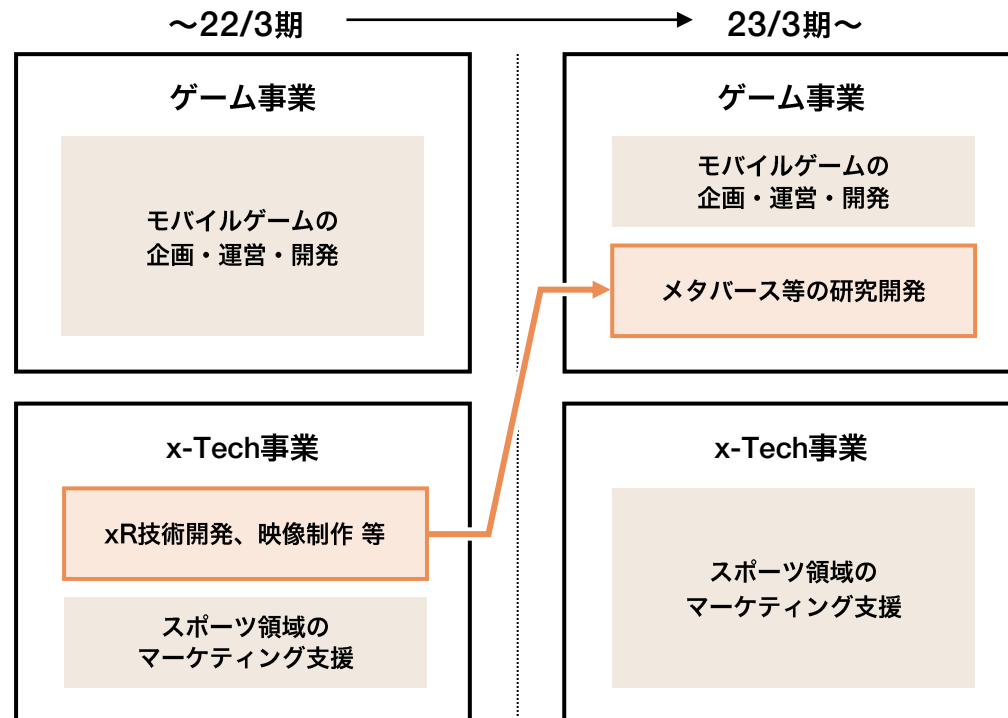 〜22/3期
23/3期〜
ゲーム事業
モバイルゲームの
企画・運営・開発
x-Tech事業
xR技術開発、映像制作 等
スポーツ領域の
マーケティング支援
ゲーム事業
モバイルゲームの
企画・運営・開発
メタバース等の研究開発
x-Tech事業
スポーツ領域の
マーケティング支援